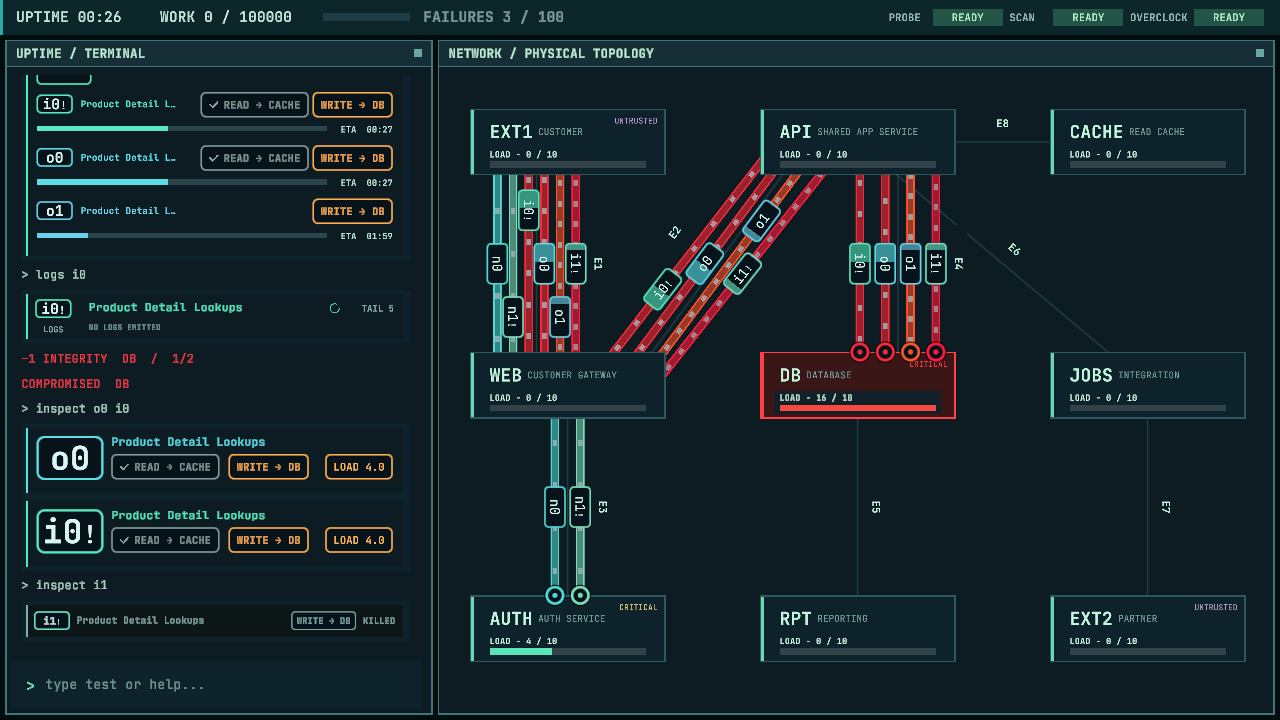 UPTIME 00:26 WORK 0 / 100000 FAILURES 3 / 100 PROBE READY SCAN READY OVERCLOCK READY
UPTIME / TERMINAL
i0! Product Detail L… ✓ READ → CACHE WRITE → DB
ETA 00:27
o0 Product Detail L… ✓ READ → CACHE WRITE → DB
ETA 00:27
o1 Product Detail L… WRITE → DB
ETA 01:59
> logs i0
i0! Product Detail Lookups TAIL 5
LOGS NO LOGS EMITTED
−1 INTEGRITY DB / 1/2
COMPROMISED DB
> inspect o0 i0
o0 Product Detail Lookups
✓ READ → CACHE WRITE → DB LOAD 4.0
i0! Product Detail Lookups
✓ READ → CACHE WRITE → DB LOAD 4.0
> inspect i1
i1! Product Detail Lookups WRITE → DB KILLED
> type test or help...
NETWORK / PHYSICAL TOPOLOGY
EXT1 CUSTOMER UNTRUSTED
LOAD - 0 / 10
API SHARED APP SERVICE
LOAD - 0 / 10
E8
CACHE READ CACHE
LOAD - 0 / 10
n0
n1!
i0!
o0
o1
i1!
E1
E2
i0!
o0
o1
i1!
i0!
o0
o1
i1!
E4
E6
WEB CUSTOMER GATEWAY
LOAD - 0 / 10
DB DATABASE CRITICAL
LOAD - 16 / 10
JOBS INTEGRATION
LOAD - 0 / 10
n0
n1!
E3
E5
E7
AUTH AUTH SERVICE CRITICAL
LOAD - 4 / 10
RPT REPORTING
LOAD - 0 / 10
EXT2 PARTNER UNTRUSTED
LOAD - 0 / 10